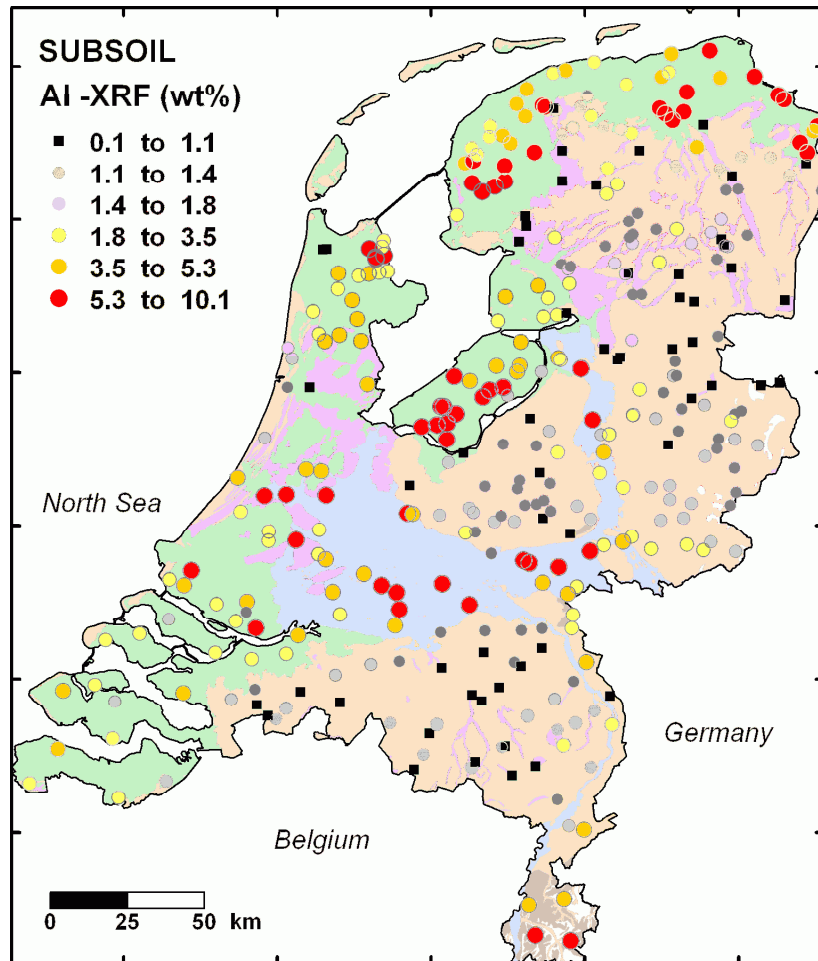 SUBSOIL
Al -XRF (wt%)
0.1 to 1.1
1.1 to 1.4
1.4 to 1.8
1.8 to 3.5
3.5 to 5.3
5.3 to 10.1
North Sea
Germany
Belgium
0 25 50 km